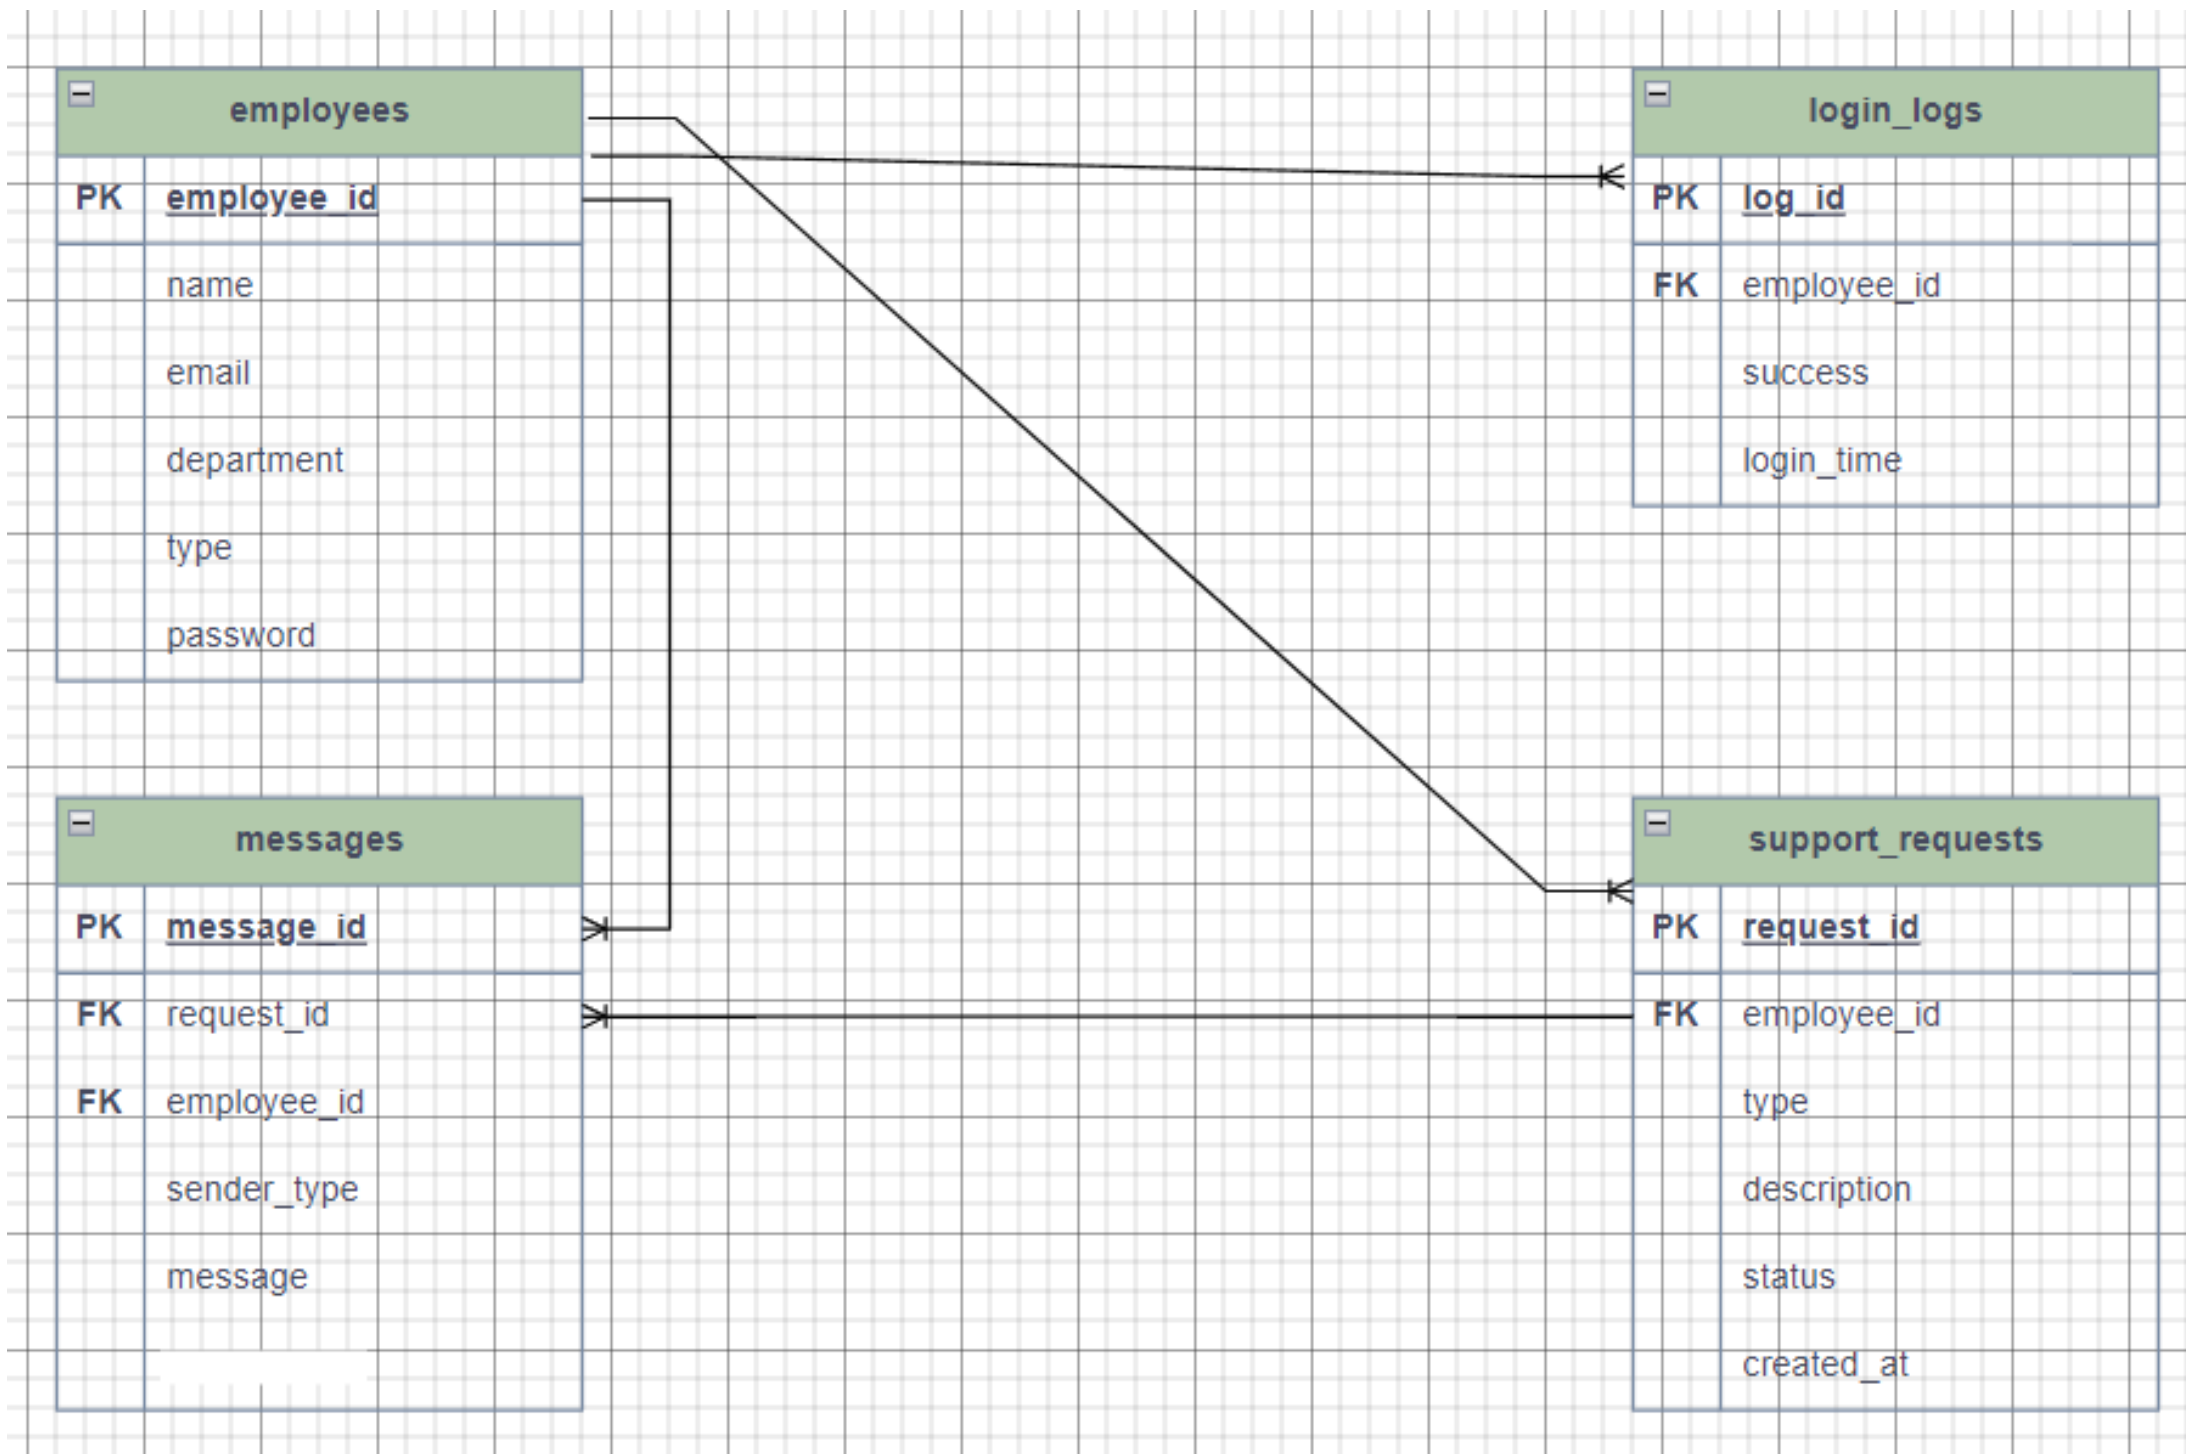 employees
PK employee_id
name
email
department
type
password
login_logs
PK log_id
FK employee_id
success
login_time
messages
PK message_id
FK request_id
FK employee_id
sender_type
message
support_requests
PK request_id
FK employee_id
type
description
status
created_at